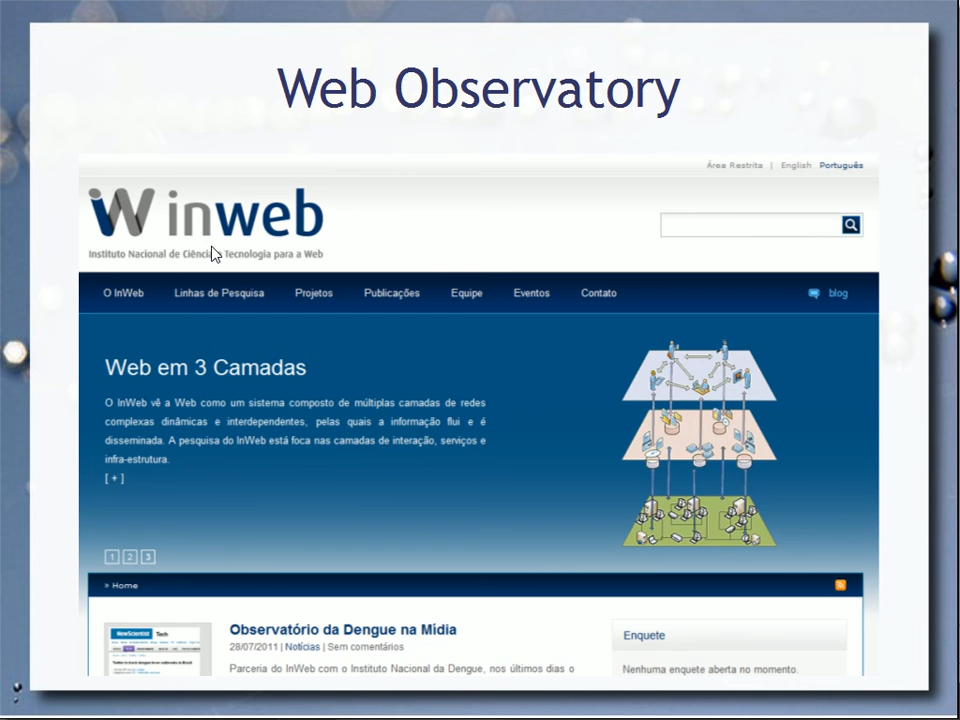 Web Observatory
Área Restrita | English Português
iW inweb
Instituto Nacional de Ciência Tecnologia para a Web
O InWeb Linhas de Pesquisa Projetos Publicações Equipe Eventos Contato blog
Web em 3 Camadas
O InWeb vê a Web como um sistema composto de múltiplas camadas de redes
complexas dinâmicas e interdependentes, pelas quais a informação flui e é
disseminada. A pesquisa do InWeb está foca nas camadas de interação, serviços e
infra-estrutura.
[ + ]
1 2 3
» Home
NewScientist Tech
Observatório da Dengue na Mídia
28/07/2011 | Notícias | Sem comentários
Parceria do InWeb com o Instituto Nacional da Dengue, nos últimos dias o
Enquete
Nenhuma enquete aberta no momento.